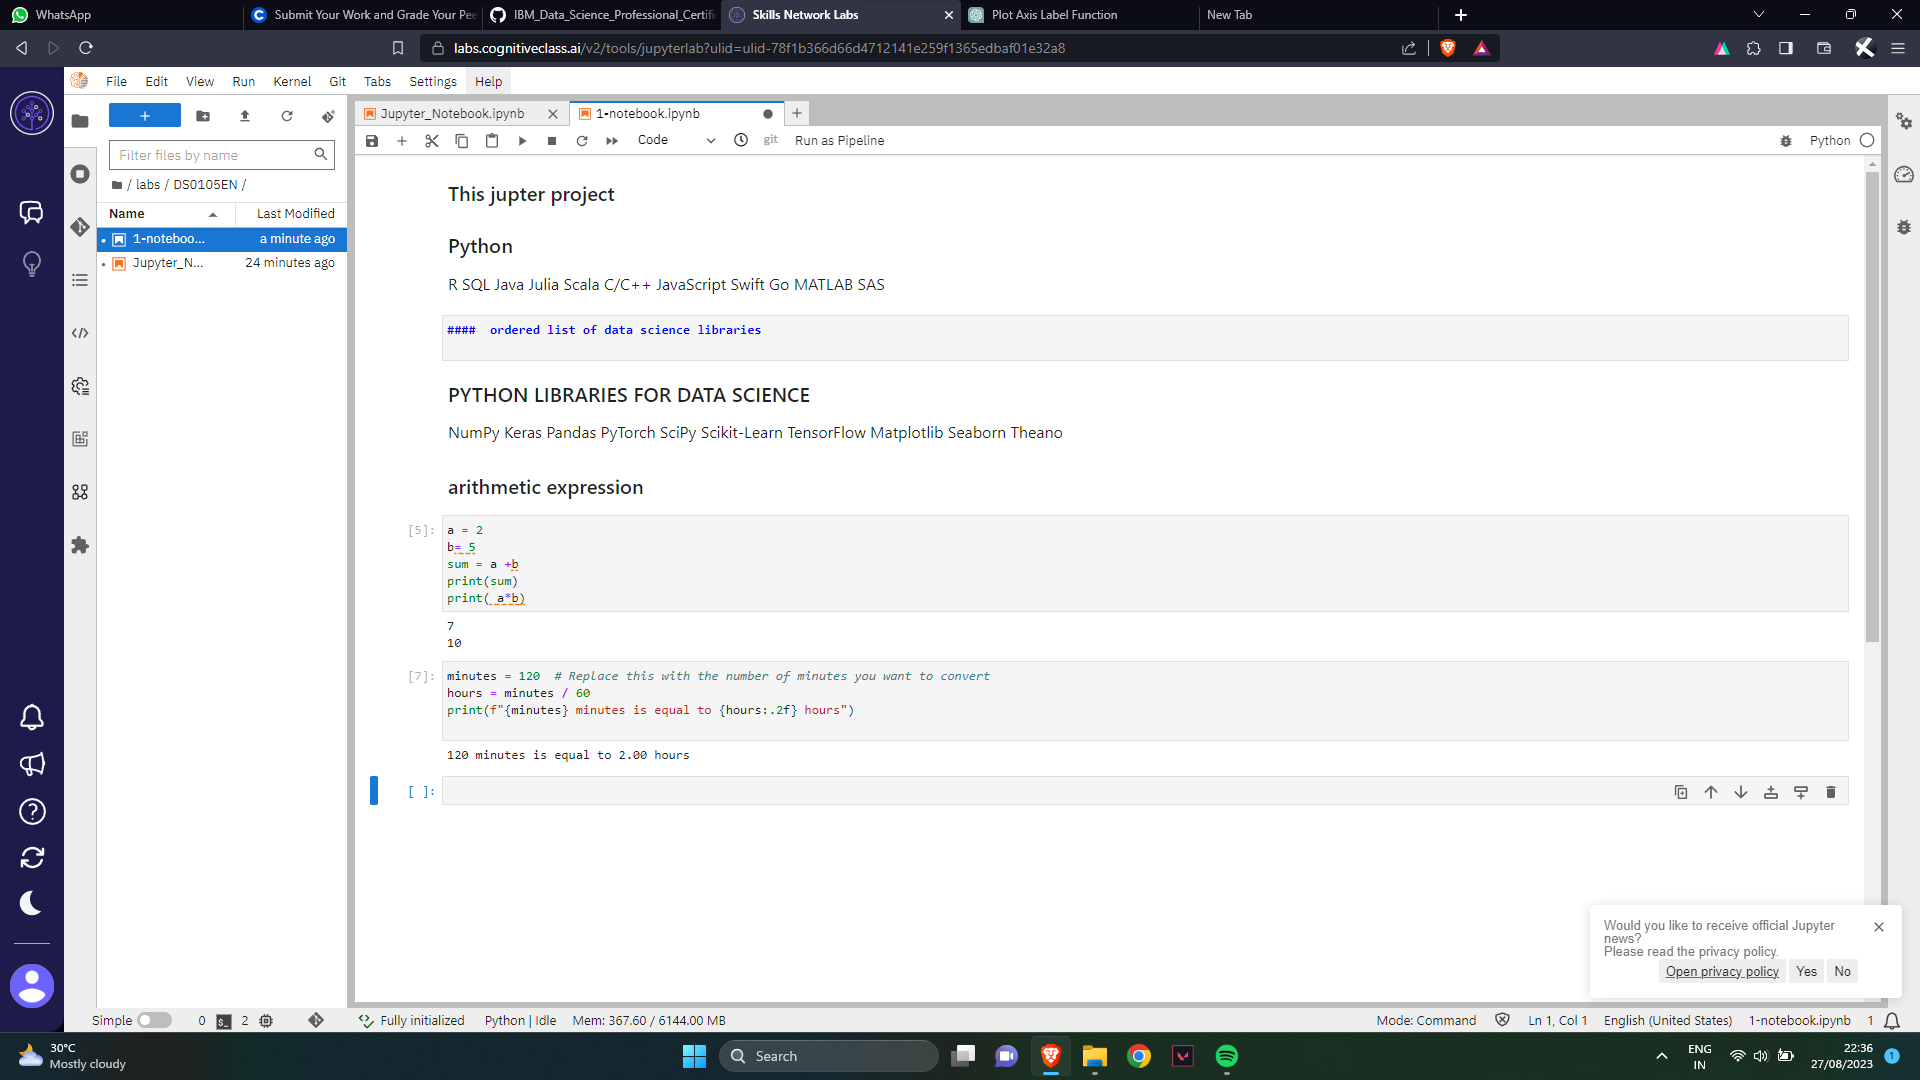 WhatsApp
Submit Your Work and Grade Your Pee
IBM_Data_Science_Professional_Certifi
Skills Network Labs
Plot Axis Label Function
New Tab
labs.cognitiveclass.ai/v2/tools/jupyterlab?ulid=ulid-78f1b366d66d4712141e259f1365edbaf01e32a8
File Edit View Run Kernel Git Tabs Settings Help
Jupyter_Notebook.ipynb
1-notebook.ipynb
Code
git
Run as Pipeline
Python
Filter files by name
/ labs / DS0105EN /
Name
Last Modified
1-noteboo...
a minute ago
Jupyter_N...
24 minutes ago
This jupter project
Python
R SQL Java Julia Scala C/C++ JavaScript Swift Go MATLAB SAS
####  ordered list of data science libraries
PYTHON LIBRARIES FOR DATA SCIENCE
NumPy Keras Pandas PyTorch SciPy Scikit-Learn TensorFlow Matplotlib Seaborn Theano
arithmetic expression
[5]:
a = 2
b= 5
sum = a +b
print(sum)
print( a*b)
7
10
[7]:
minutes = 120  # Replace this with the number of minutes you want to convert
hours = minutes / 60
print(f"{minutes} minutes is equal to {hours:.2f} hours")
120 minutes is equal to 2.00 hours
[ ]:
Would you like to receive official Jupyter
news?
Please read the privacy policy.
Open privacy policy
Yes
No
Simple
0
2
Fully initialized
Python | Idle
Mem: 367.60 / 6144.00 MB
Mode: Command
Ln 1, Col 1
English (United States)
1-notebook.ipynb
1
30°C
Mostly cloudy
Search
ENG
IN
22:36
27/08/2023
1